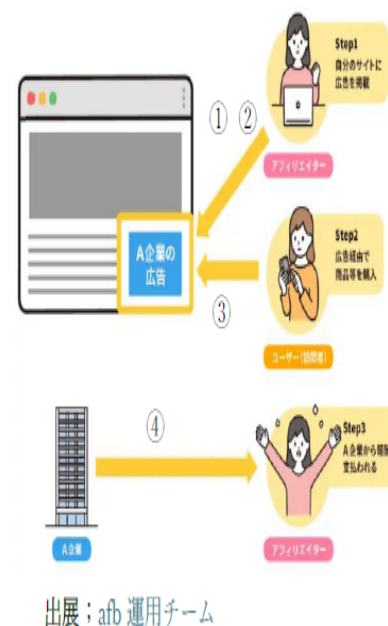 Step1
自分のサイトに
広告を掲載
① ②
アフィリエイター
A企業の
広告
Step2
広告経由で
商品等を購入
③
ユーザー(訪問者)
④
Step3
A企業から報酬
支払われる
A企業
アフィリエイター
出展；afb 運用チーム